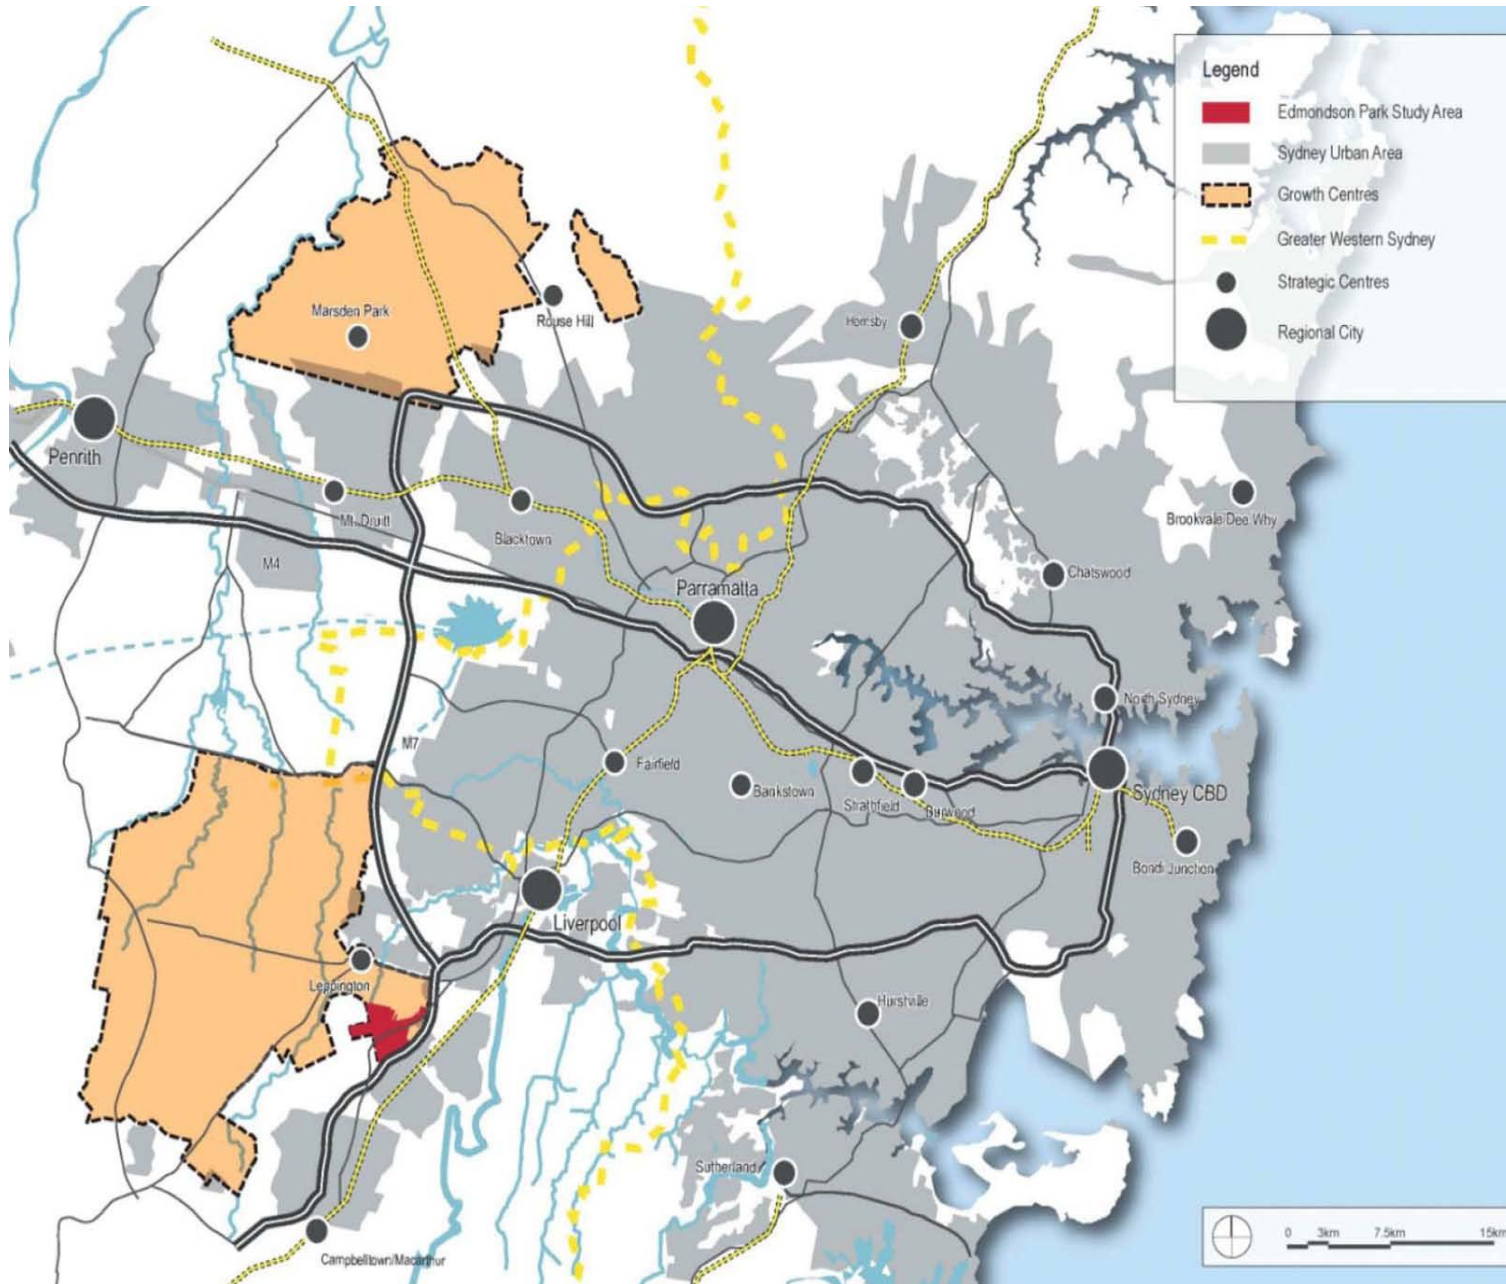 Legend
Edmondson Park Study Area
Sydney Urban Area
Growth Centres
Greater Western Sydney
Strategic Centres
Regional City
Marsden Park
Rouse Hill
Hornsby
Penrith
Mt. Druitt
Blacktown
Brookvale/Dee Why
M4
Chatswood
Parramatta
North Sydney
M7
Fairfield
Bankstown
Strathfield
Burwood
Sydney CBD
Bondi Junction
Liverpool
Leppington
Hurstville
Sutherland
Campbelltown/Macarthur
0 3km 7.5km 15km